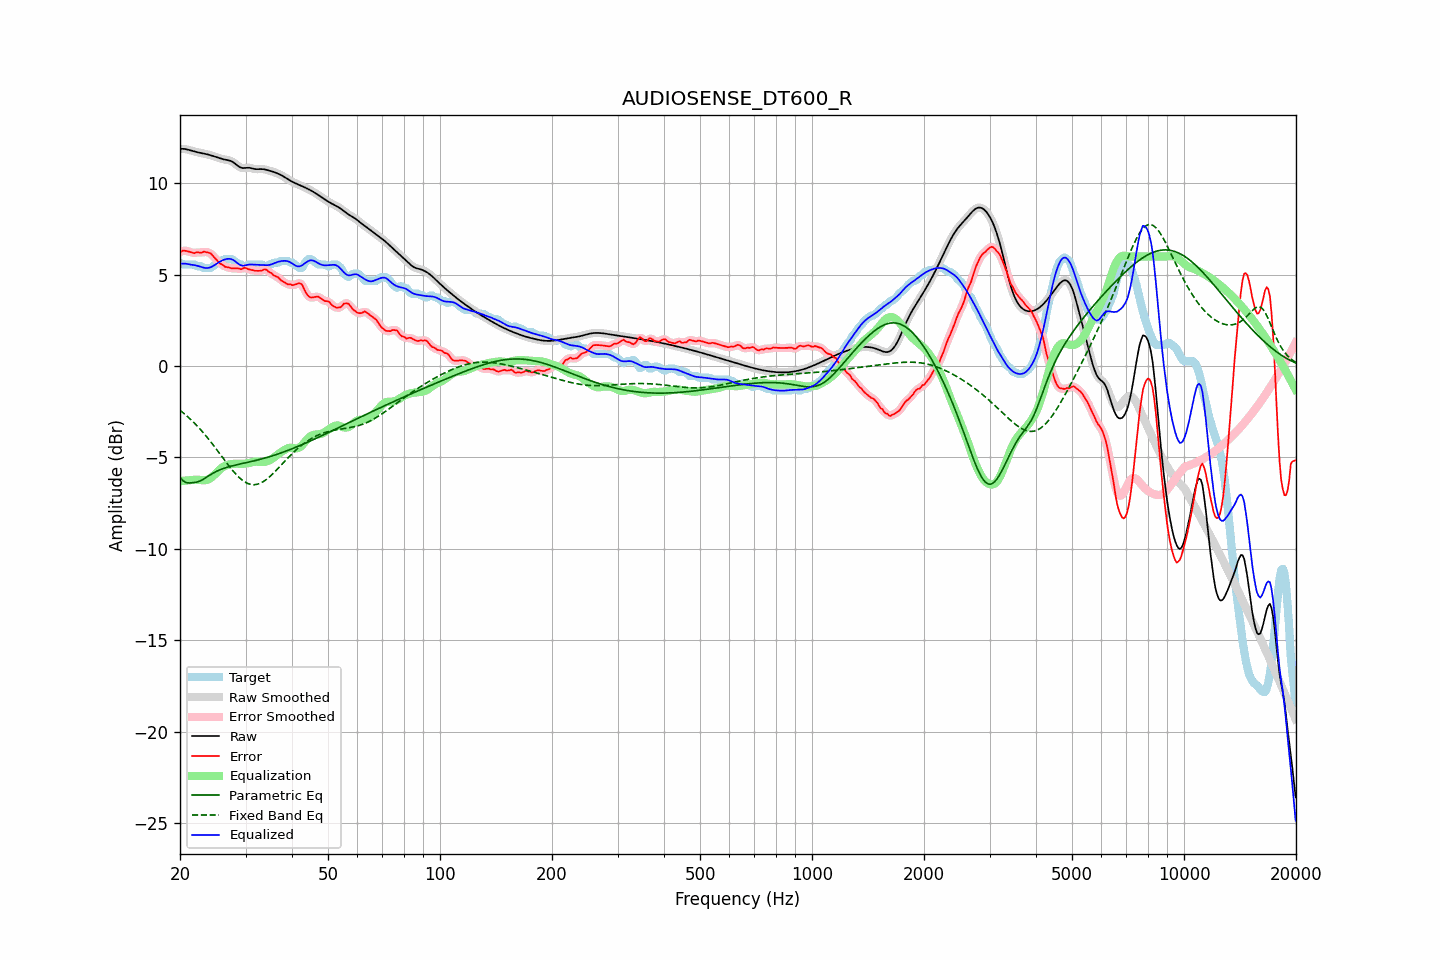 AUDIOSENSE_DT600_R
Amplitude (dBr)
10
5
0
−5
−10
−15
−20
−25
Target
Raw Smoothed
Error Smoothed
Raw
Error
Equalization
Parametric Eq
Fixed Band Eq
Equalized
20 50 100 200 500 1000 2000 5000 10000 20000
Frequency (Hz)